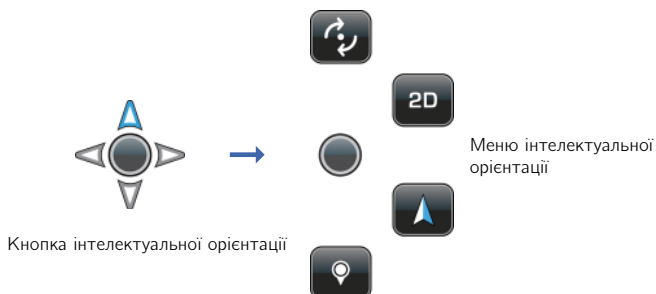 2D
Меню інтелектуальної
орієнтації
Кнопка інтелектуальної орієнтації